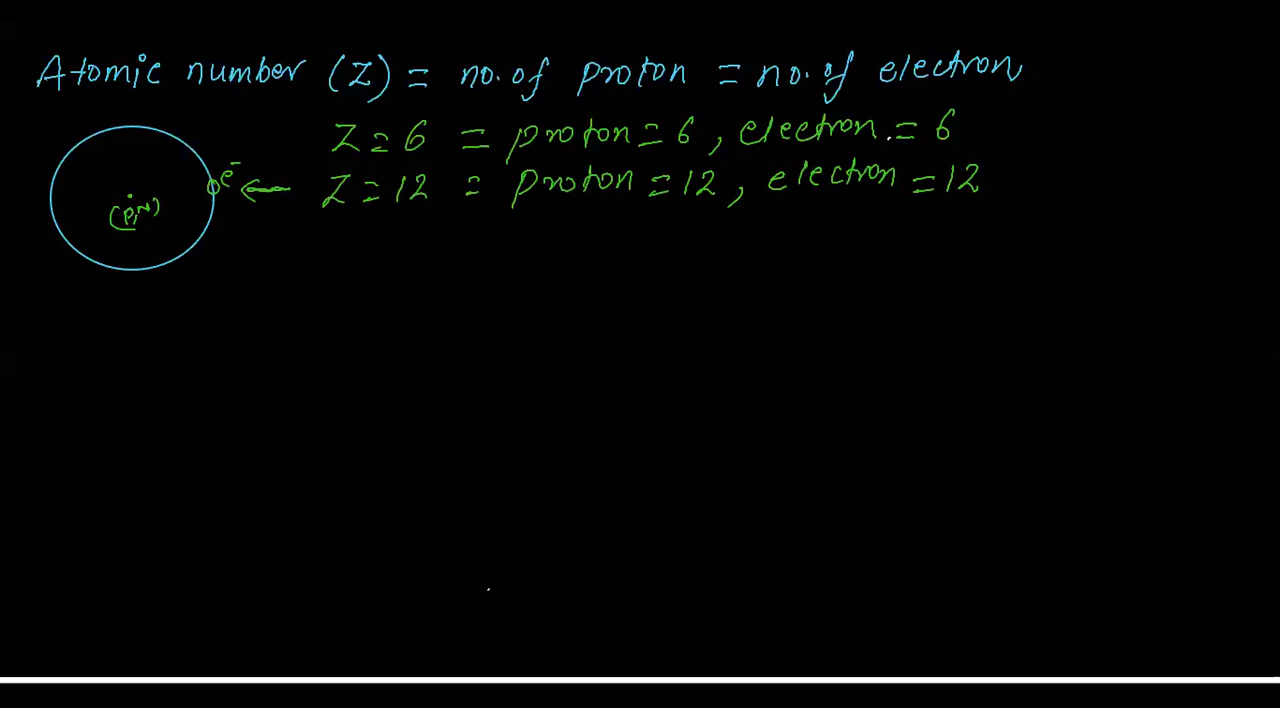 Atomic number (Z) = no. of proton = no. of electron
Z = 6 = proton = 6, electron = 6
e⁻ ← Z = 12 = proton = 12, electron = 12
(P,N)